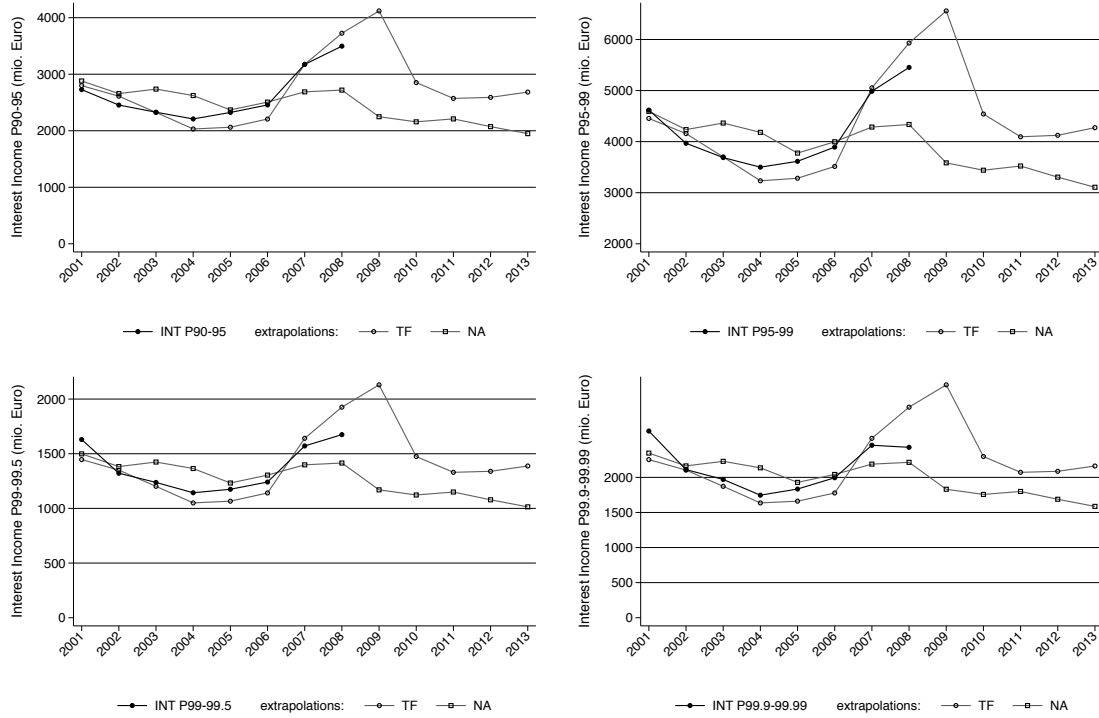 Interest Income P90-95 (mio. Euro)
4000
3000
2000
1000
0
2001 2002 2003 2004 2005 2006 2007 2008 2009 2010 2011 2012 2013
INT P90-95 extrapolations: TF NA
Interest Income P95-99 (mio. Euro)
6000
5000
4000
3000
2000
2001 2002 2003 2004 2005 2006 2007 2008 2009 2010 2011 2012 2013
INT P95-99 extrapolations: TF NA
Interest Income P99-99.5 (mio. Euro)
2000
1500
1000
500
0
2001 2002 2003 2004 2005 2006 2007 2008 2009 2010 2011 2012 2013
INT P99-99.5 extrapolations: TF NA
Interest Income P99.9-99.99 (mio. Euro)
2000
1500
1000
500
0
2001 2002 2003 2004 2005 2006 2007 2008 2009 2010 2011 2012 2013
INT P99.9-99.99 extrapolations: TF NA